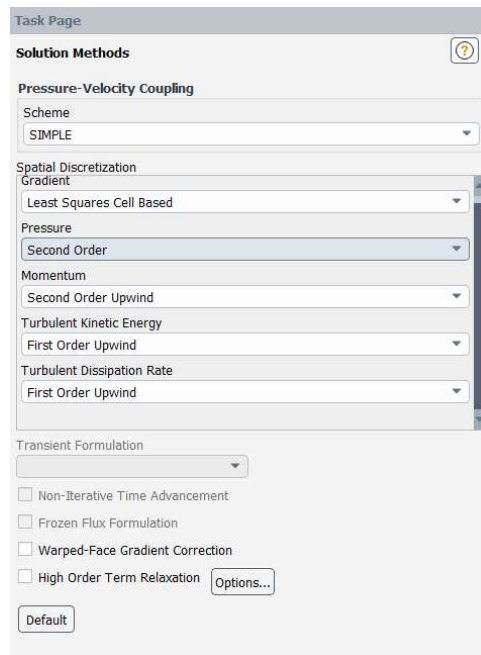 Task Page
Solution Methods
?
Pressure-Velocity Coupling
Scheme
SIMPLE
Spatial Discretization
Gradient
Least Squares Cell Based
Pressure
Second Order
Momentum
Second Order Upwind
Turbulent Kinetic Energy
First Order Upwind
Turbulent Dissipation Rate
First Order Upwind
Transient Formulation
Non-Iterative Time Advancement
Frozen Flux Formulation
Warped-Face Gradient Correction
High Order Term Relaxation Options...
Default